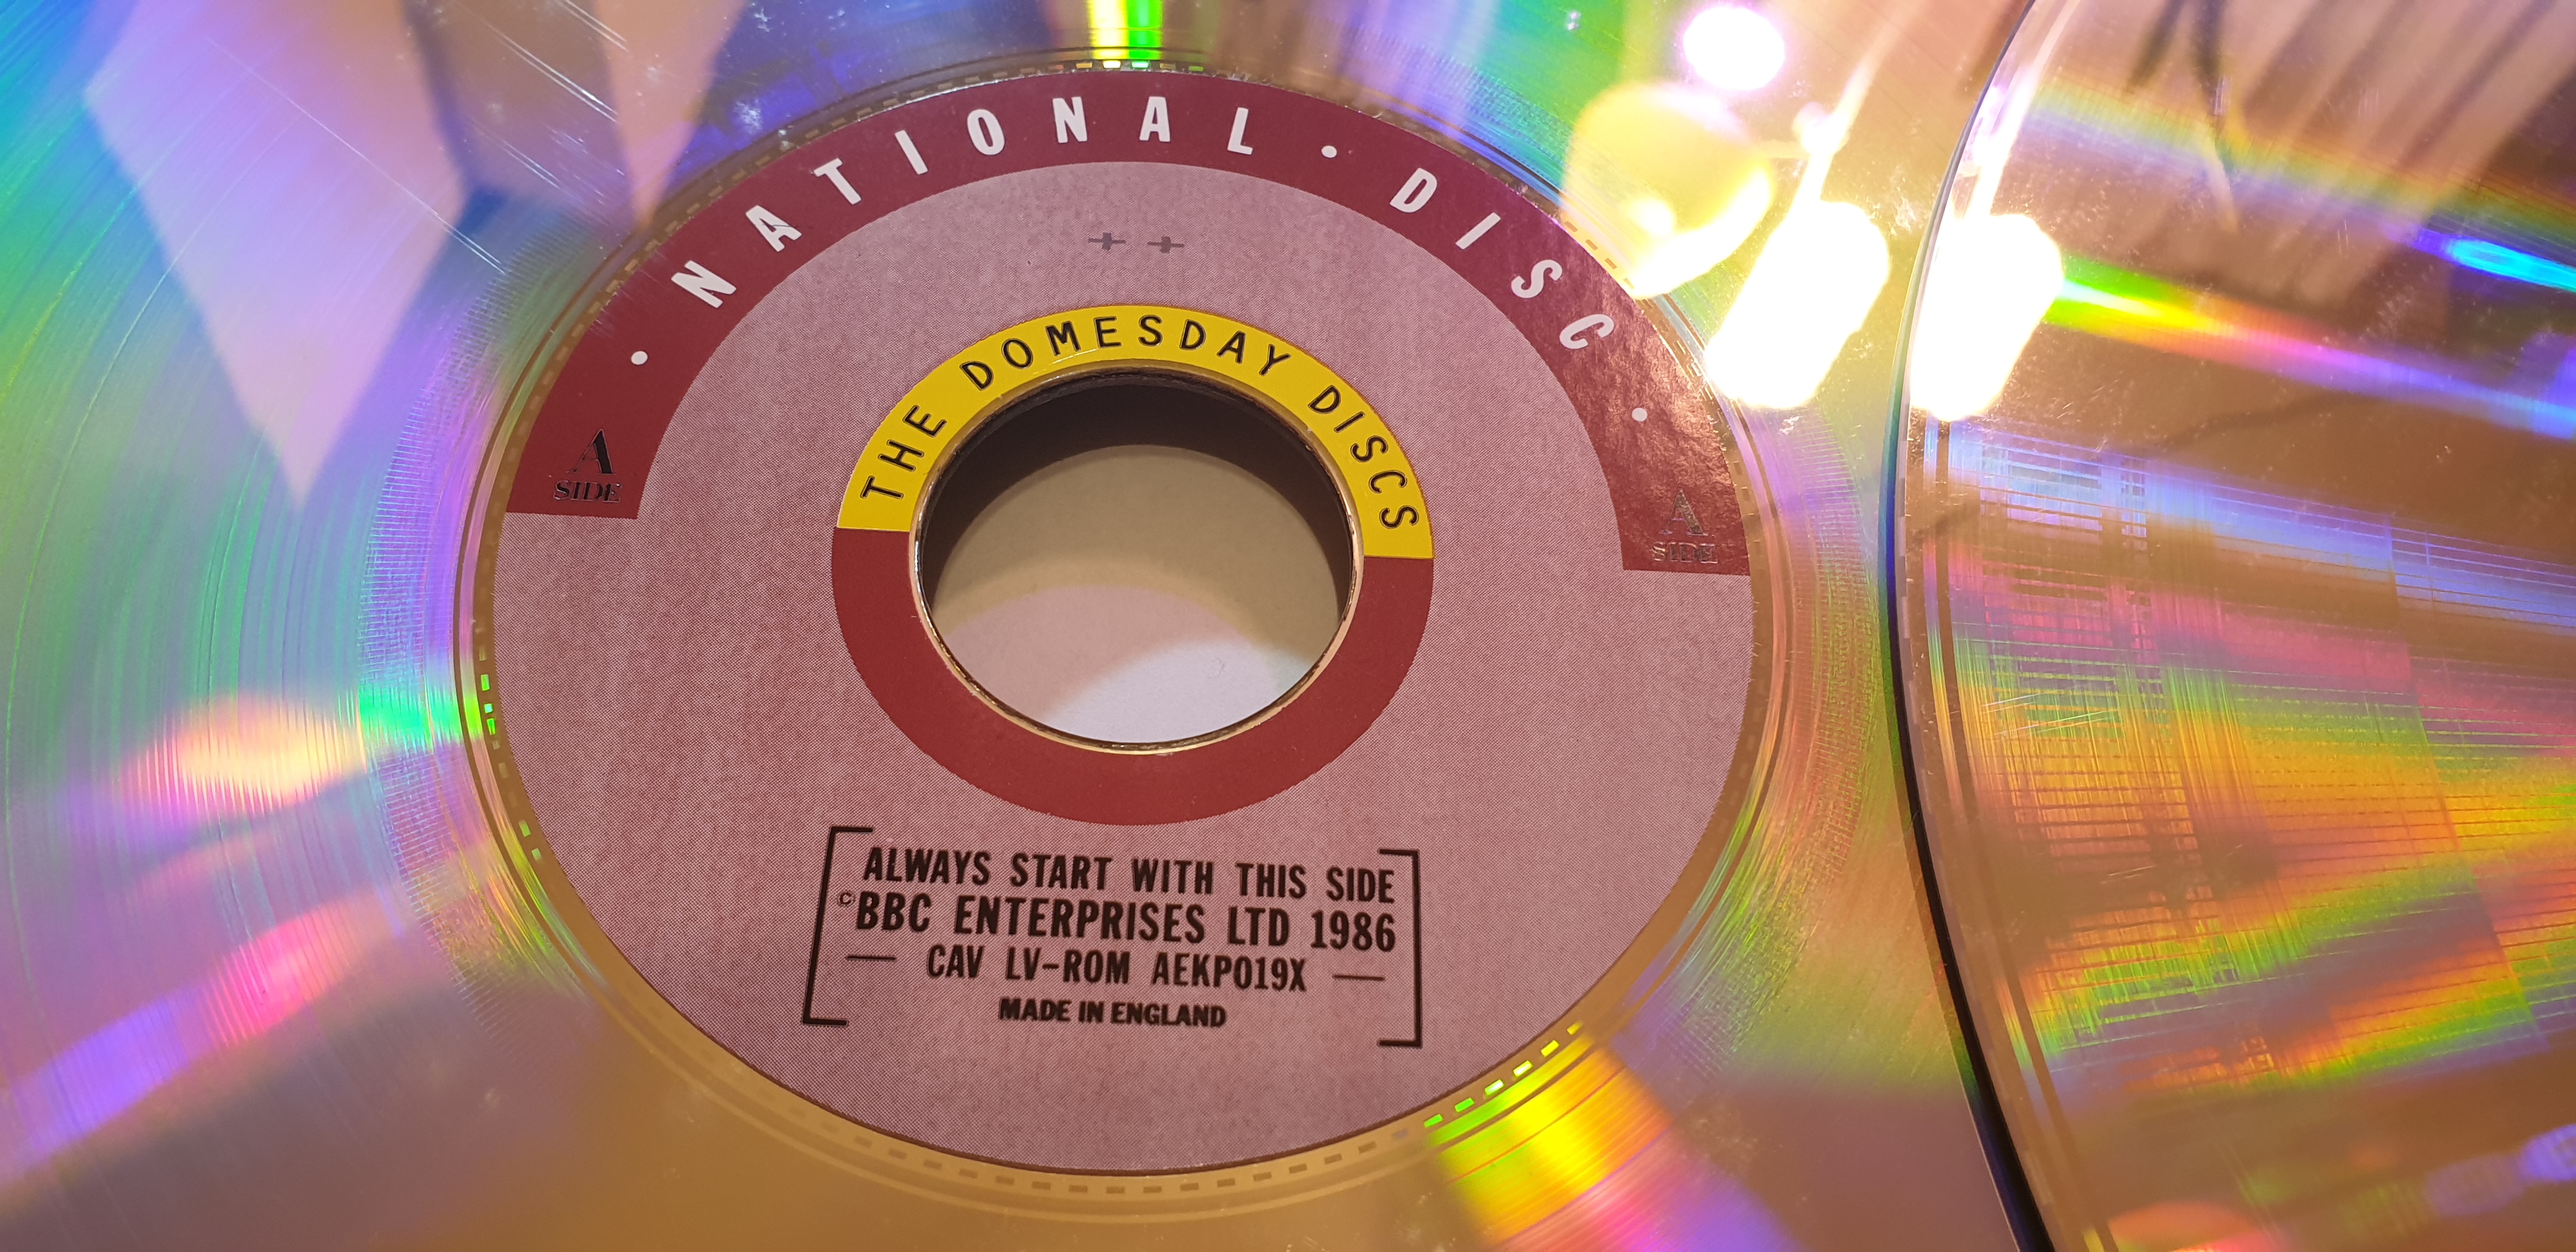 • NATIONAL • DISC •
A
SIDE
A
SIDE
THE DOMESDAY DISCS
ALWAYS START WITH THIS SIDE
©BBC ENTERPRISES LTD 1986
— CAV LV-ROM AEKP019X —
MADE IN ENGLAND